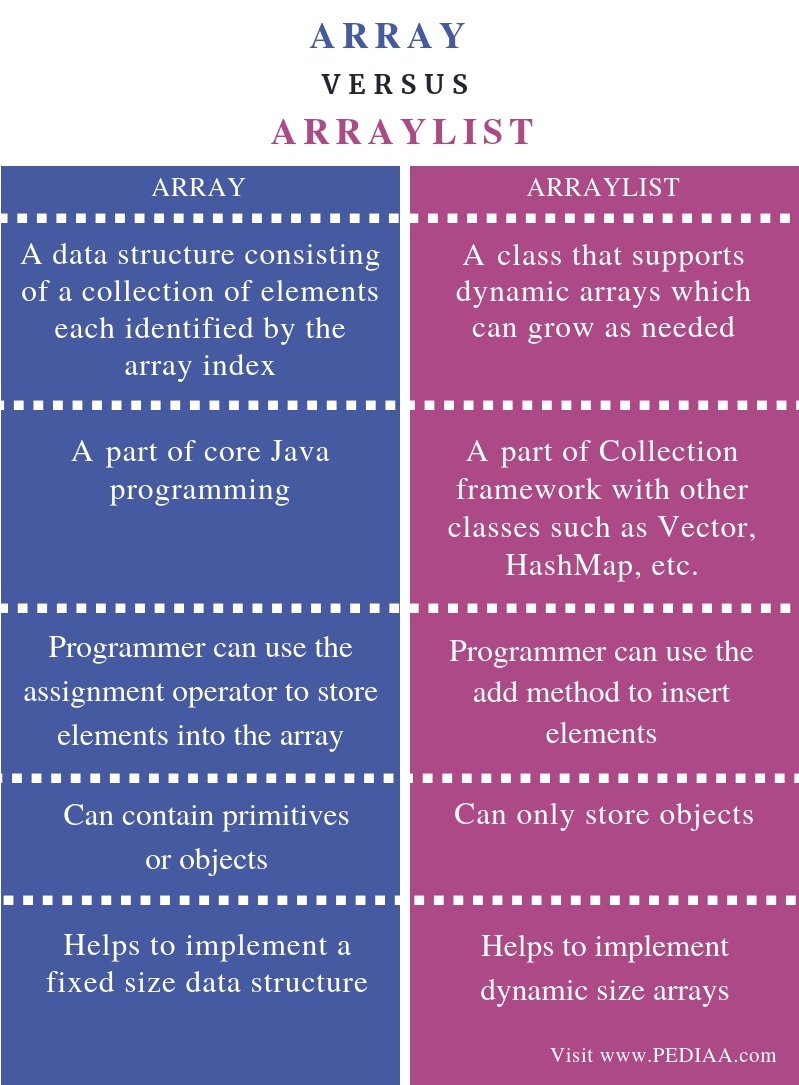 ARRAY
VERSUS
ARRAYLIST
ARRAY
A data structure consisting
of a collection of elements
each identified by the
array index
A part of core Java
programming
Programmer can use the
assignment operator to store
elements into the array
Can contain primitives
or objects
Helps to implement a
fixed size data structure
ARRAYLIST
A class that supports
dynamic arrays which
can grow as needed
A part of Collection
framework with other
classes such as Vector,
HashMap, etc.
Programmer can use the
add method to insert
elements
Can only store objects
Helps to implement
dynamic size arrays
Visit www.PEDIAA.com